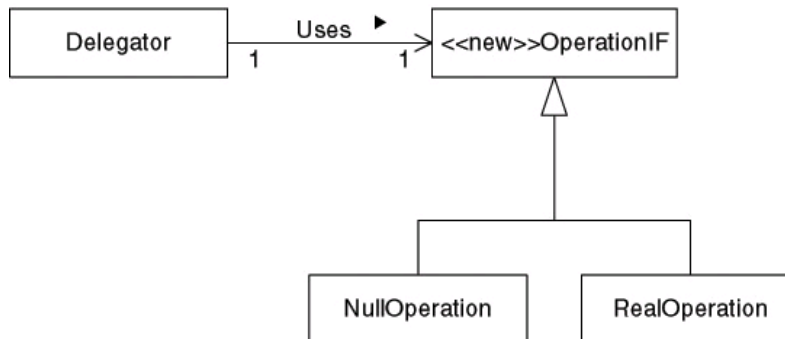 Delegator
Uses
1
1
<<new>>OperationIF
NullOperation
RealOperation